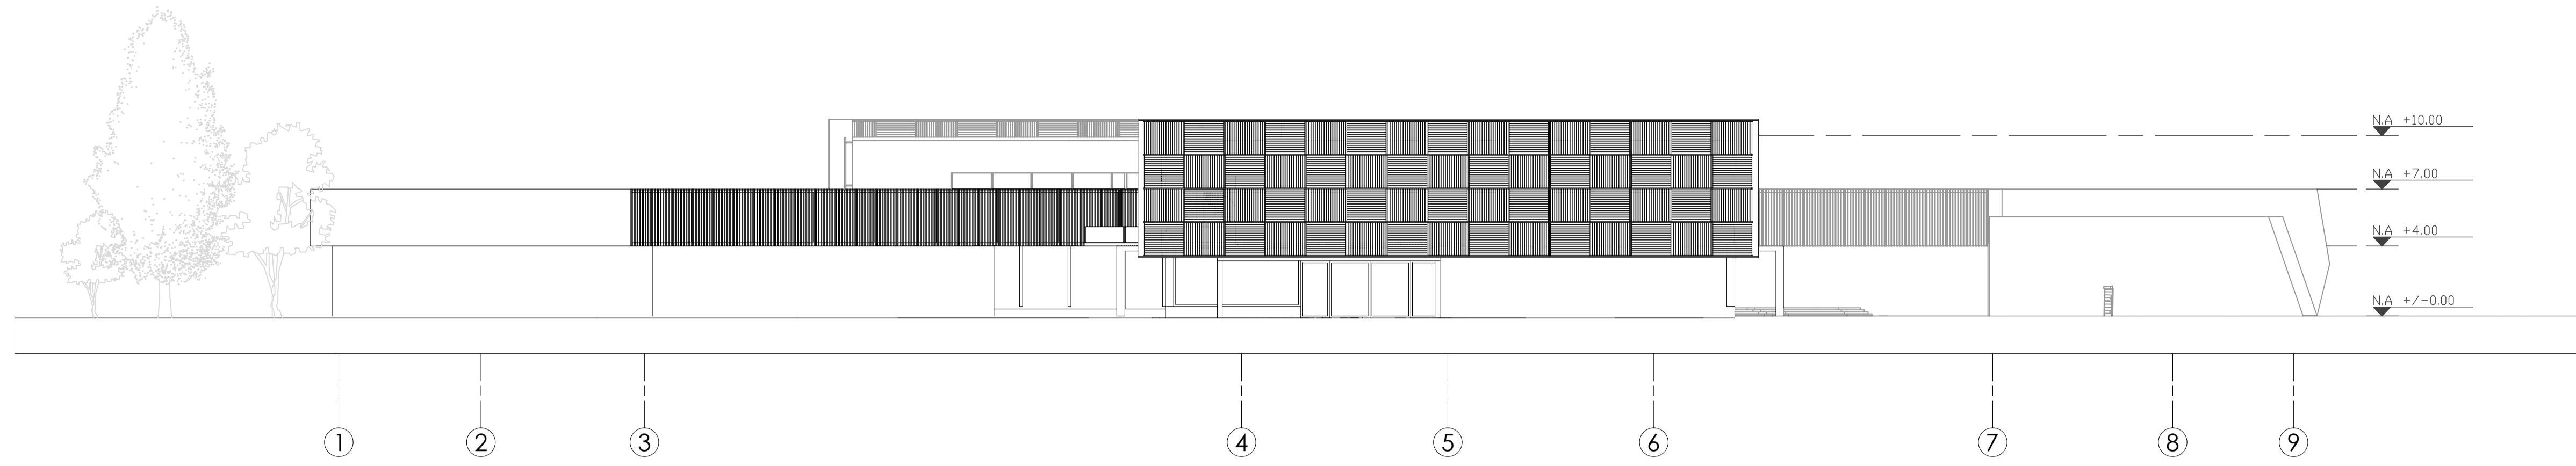 N.A +10.00
N.A +7.00
N.A +4.00
N.A +/-0.00
1 2 3 4 5 6 7 8 9